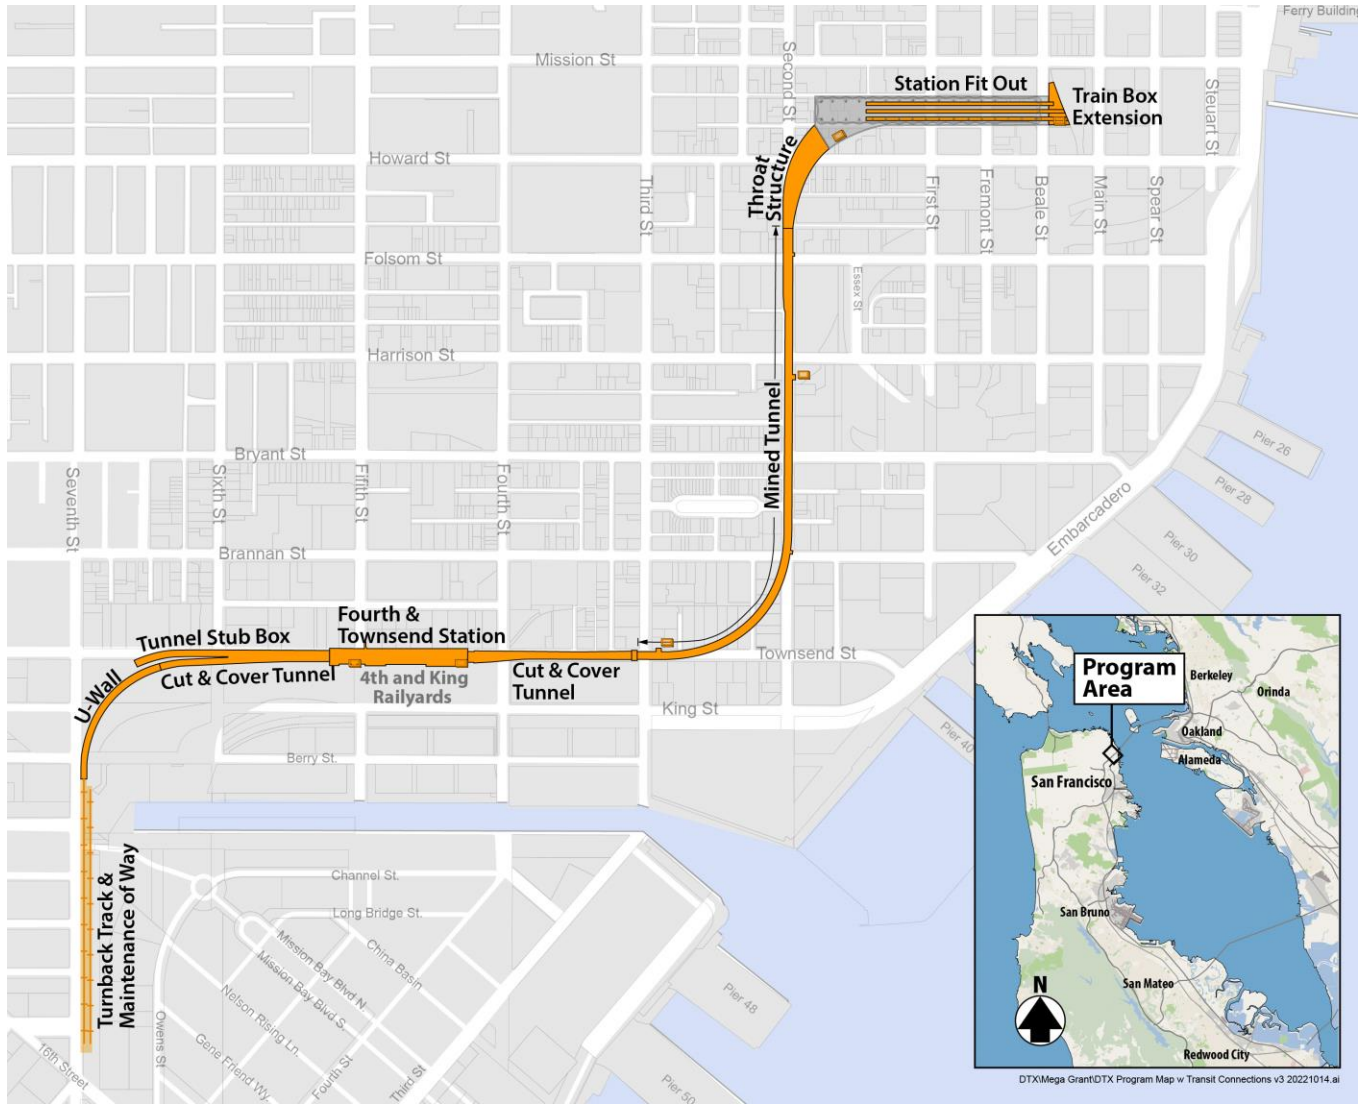 Ferry Building
Mission St
Second St
Station Fit Out
Train Box
Extension
Steuart St
Howard St
Third St
Throat
Structure
First St
Fremont St
Beale St
Main St
Spear St
Folsom St
Essex St
Harrison St
Mined Tunnel
Bryant St
Seventh St
Sixth St
Fifth St
Fourth St
Embarcadero
Pier 26
Pier 28
Pier 30
Pier 32
Brannan St
Tunnel Stub Box
Fourth &
Townsend Station
Townsend St
U-Wall
Cut & Cover Tunnel
4th and King
Railyards
Cut & Cover
Tunnel
King St
Pier 40
Berry St.
Turnback Track &
Maintenance of Way
Channel St.
Long Bridge St.
China Basin
Mission Bay Blvd N.
Mission Bay Blvd S.
Nelson Rising Ln.
Gene Friend Wy.
Owens St
16th Street
Fourth St
Third St
Pier 48
Pier 50
Program
Area
Berkeley
Orinda
Oakland
Alameda
San Francisco
San Bruno
San Mateo
Redwood City
N
DTX\Mega Grant\DTX Program Map w Transit Connections v3 20221014.ai